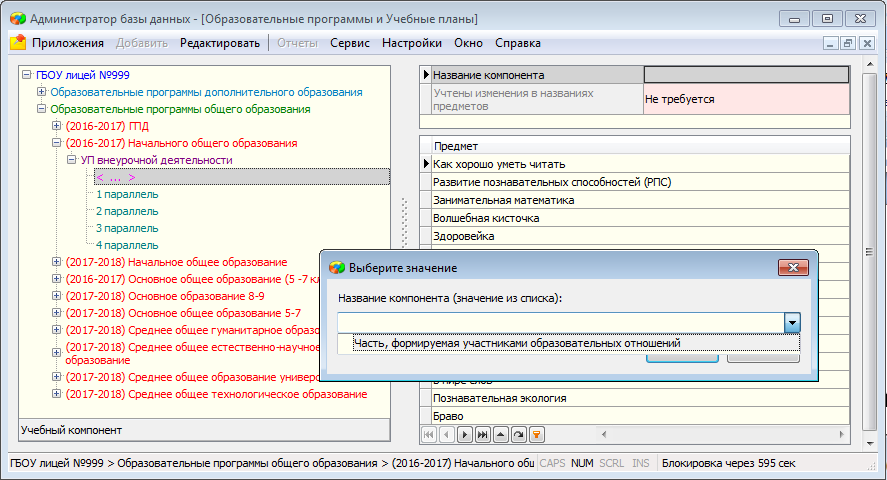 Администратор базы данных - [Образовательные программы и Учебные планы]
Приложения Добавить Редактировать Отчеты Сервис Настройки Окно Справка
ГБОУ лицей №999
Образовательные программы дополнительного образования
Образовательные программы общего образования
(2016-2017) ГПД
(2016-2017) Начального общего образования
УП внеурочной деятельности
< ... >
1 параллель
2 параллель
3 параллель
4 параллель
(2017-2018) Начальное общее образование
(2016-2017) Основное общее образование (5 -7 кл
(2017-2018) Основное образование 8-9
(2017-2018) Основное общее образование 5-7
(2017-2018) Среднее общее гуманитарное образо
(2017-2018) Среднее общее естественно-научное
образование
(2017-2018) Среднее общее образование универс
(2017-2018) Среднее общее технологическое образование
Учебный компонент
Название компонента
Учтены изменения в названиях
предметов
Не требуется
Предмет
Как хорошо уметь читать
Развитие познавательных способностей (РПС)
Занимательная математика
Волшебная кисточка
Здоровейка
Выберите значение
Название компонента (значение из списка):
Часть, формируемая участниками образовательных отношений
Познавательная экология
Браво
ГБОУ лицей №999 > Образовательные программы общего образования > (2016-2017) Начального общ
CAPS NUM SCRL INS Блокировка через 595 сек